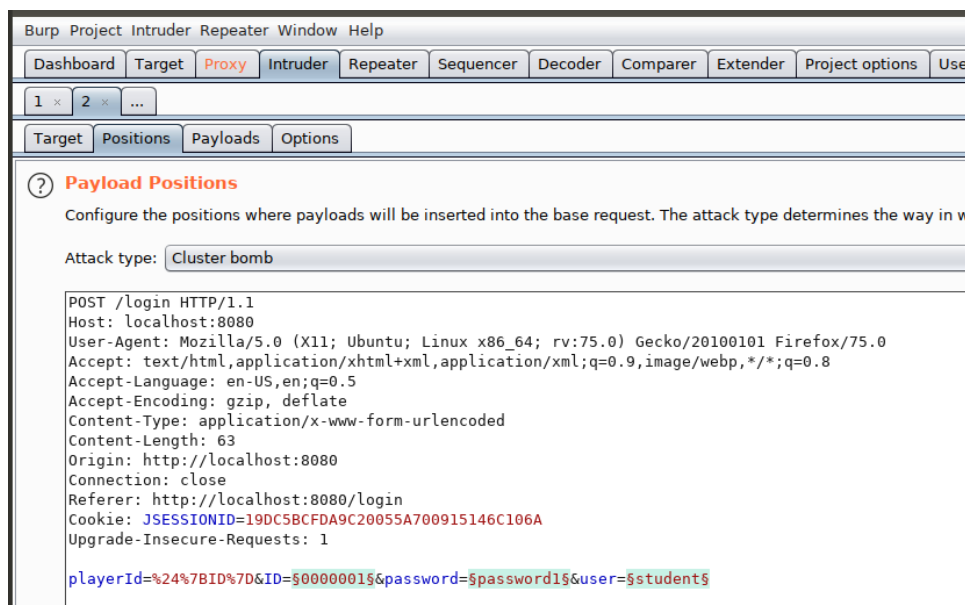 Burp Project Intruder Repeater Window Help
Dashboard Target Proxy Intruder Repeater Sequencer Decoder Comparer Extender Project options Use
1 × 2 × ...
Target Positions Payloads Options
? Payload Positions
Configure the positions where payloads will be inserted into the base request. The attack type determines the way in w
Attack type: Cluster bomb
POST /login HTTP/1.1
Host: localhost:8080
User-Agent: Mozilla/5.0 (X11; Ubuntu; Linux x86_64; rv:75.0) Gecko/20100101 Firefox/75.0
Accept: text/html,application/xhtml+xml,application/xml;q=0.9,image/webp,*/*;q=0.8
Accept-Language: en-US,en;q=0.5
Accept-Encoding: gzip, deflate
Content-Type: application/x-www-form-urlencoded
Content-Length: 63
Origin: http://localhost:8080
Connection: close
Referer: http://localhost:8080/login
Cookie: JSESSIONID=19DC5BCFDA9C20055A700915146C106A
Upgrade-Insecure-Requests: 1
playerId=%24%7BID%7D&ID=§0000001§&password=§password1§&user=§student§